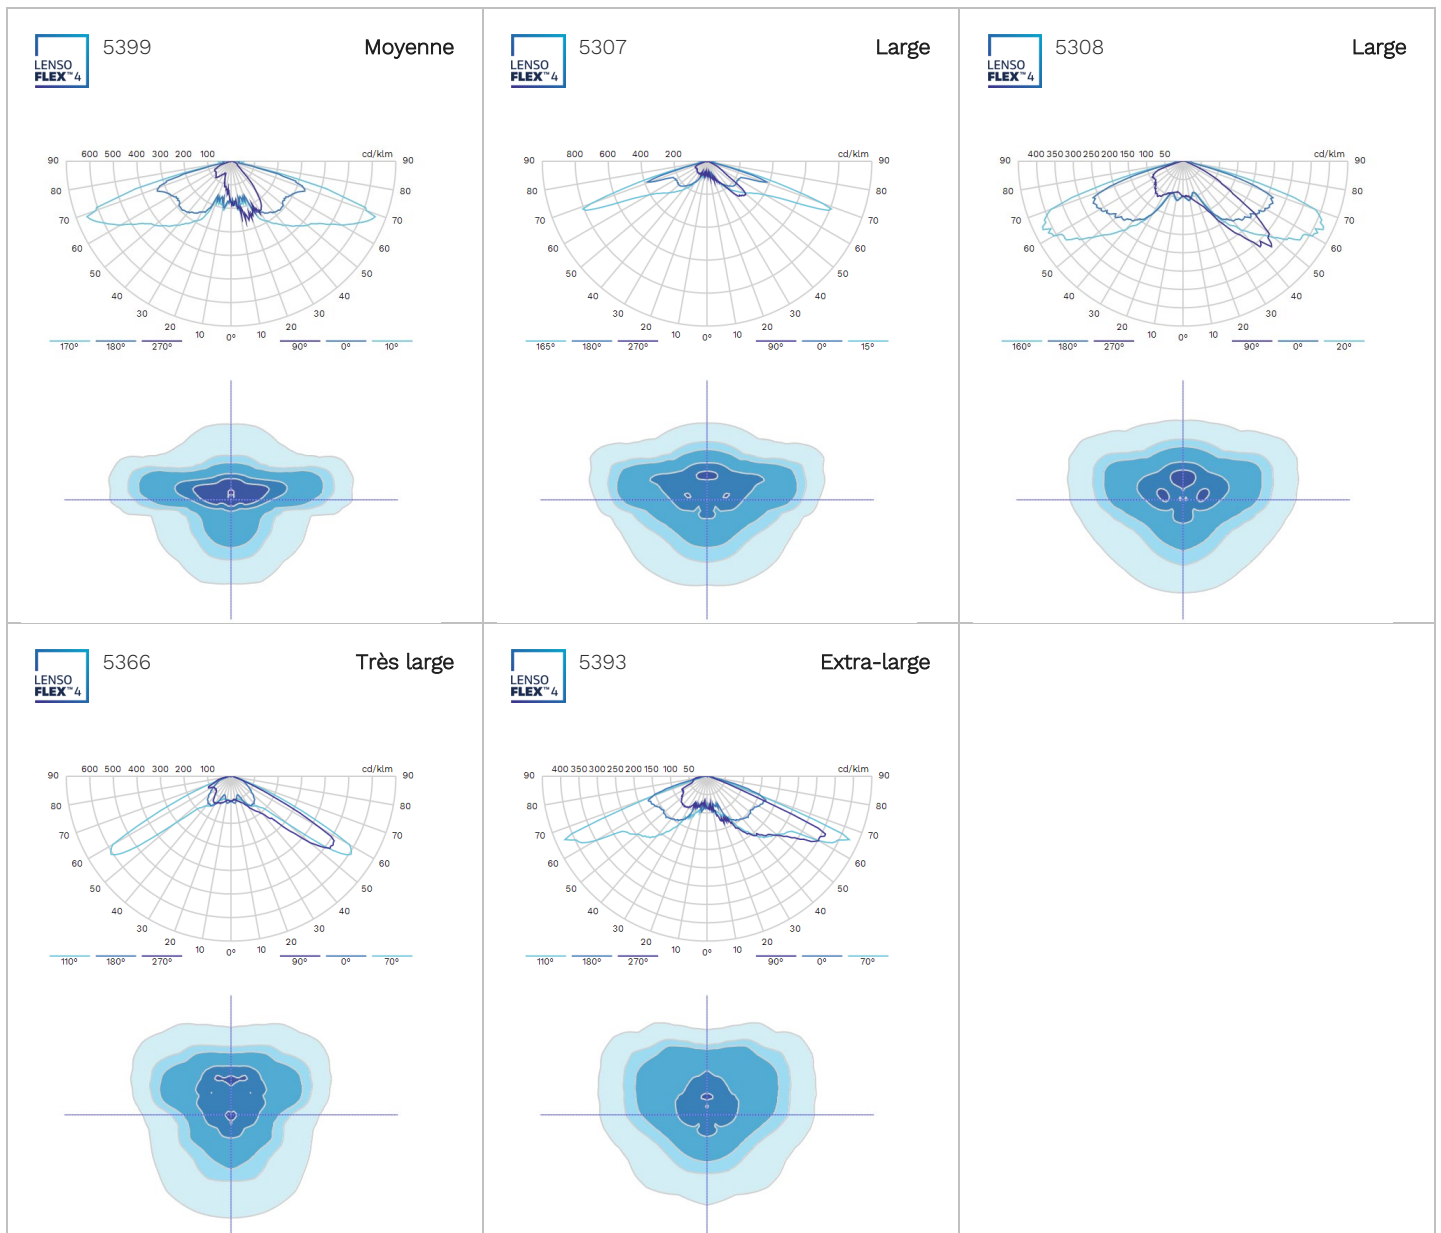 LENSO
FLEX™4
5399
Moyenne
90 600 500 400 300 200 100 cd/klm 90
80 80
70 70
60 60
50 50
40 40
30 30
20 20
10 0° 10
170° 180° 270° 90° 0° 10°
LENSO
FLEX™4
5307
Large
90 800 600 400 200 cd/klm 90
80 80
70 70
60 60
50 50
40 40
30 30
20 20
10 0° 10
165° 180° 270° 90° 0° 15°
LENSO
FLEX™4
5308
Large
90 400 350 300 250 200 150 100 50 cd/klm 90
80 80
70 70
60 60
50 50
40 40
30 30
20 20
10 0° 10
160° 180° 270° 90° 0° 20°
LENSO
FLEX™4
5366
Très large
90 600 500 400 300 200 100 cd/klm 90
80 80
70 70
60 60
50 50
40 40
30 30
20 20
10 0° 10
110° 180° 270° 90° 0° 70°
LENSO
FLEX™4
5393
Extra-large
90 400 350 300 250 200 150 100 50 cd/klm 90
80 80
70 70
60 60
50 50
40 40
30 30
20 20
10 0° 10
110° 180° 270° 90° 0° 70°